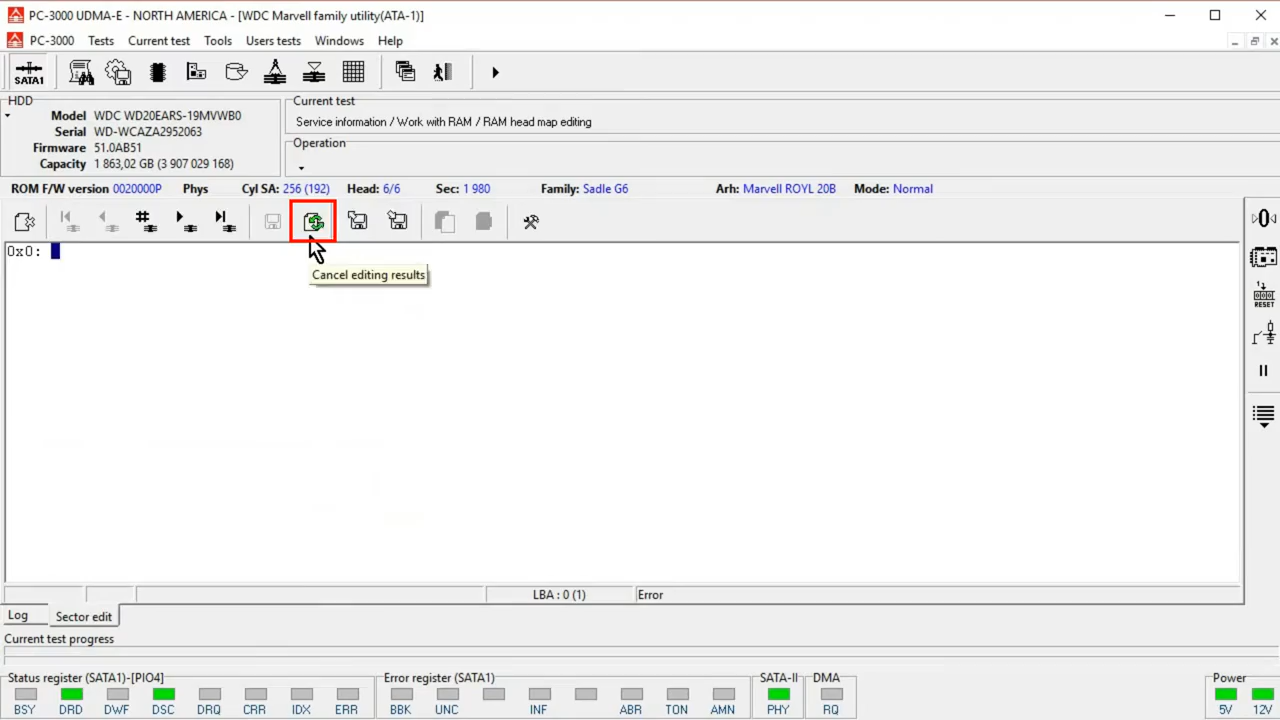 PC-3000 UDMA-E - NORTH AMERICA - [WDC Marvell family utility(ATA-1)]
PC-3000 Tests Current test Tools Users tests Windows Help
SATA1
HDD
Model WDC WD20EARS-19MVWB0
Serial WD-WCAZA2952063
Firmware 51.0AB51
Capacity 1 863,02 GB (3 907 029 168)
Current test
Service information / Work with RAM / RAM head map editing
Operation
ROM F/W version 0020000P Phys Cyl SA: 256 (192) Head: 6/6 Sec: 1 980 Family: Sadle G6 Arh: Marvell ROYL 20B Mode: Normal
0x0:
Cancel editing results
0
1
RESET
LBA : 0 (1) Error
Log Sector edit
Current test progress
Status register (SATA1)-[PIO4] Error register (SATA1) SATA-II DMA Power
BSY DRD DWF DSC DRQ CRR IDX ERR BBK UNC INF ABR TON AMN PHY RQ 5V 12V